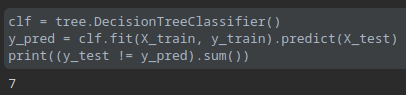 clf = tree.DecisionTreeClassifier()
y_pred = clf.fit(X_train, y_train).predict(X_test)
print((y_test != y_pred).sum())
7